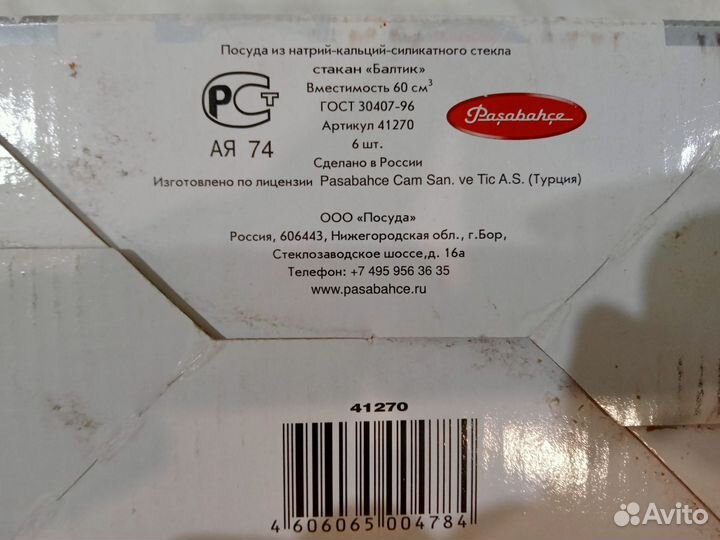 Посуда из натрий-кальций-силикатного стекла
стакан «Балтик»
Вместимость 60 см³
ГОСТ 30407-96
Артикул 41270
6 шт.
Сделано в России
Изготовлено по лицензии Pasabahce Cam San. ve Tic A.S. (Турция)
РСТ
АЯ 74
Paşabahçe
ООО «Посуда»
Россия, 606443, Нижегородская обл., г.Бор,
Стеклозаводское шоссе,д. 16а
Телефон: +7 495 956 36 35
www.pasabahce.ru
41270
4 606065 004784
Avito